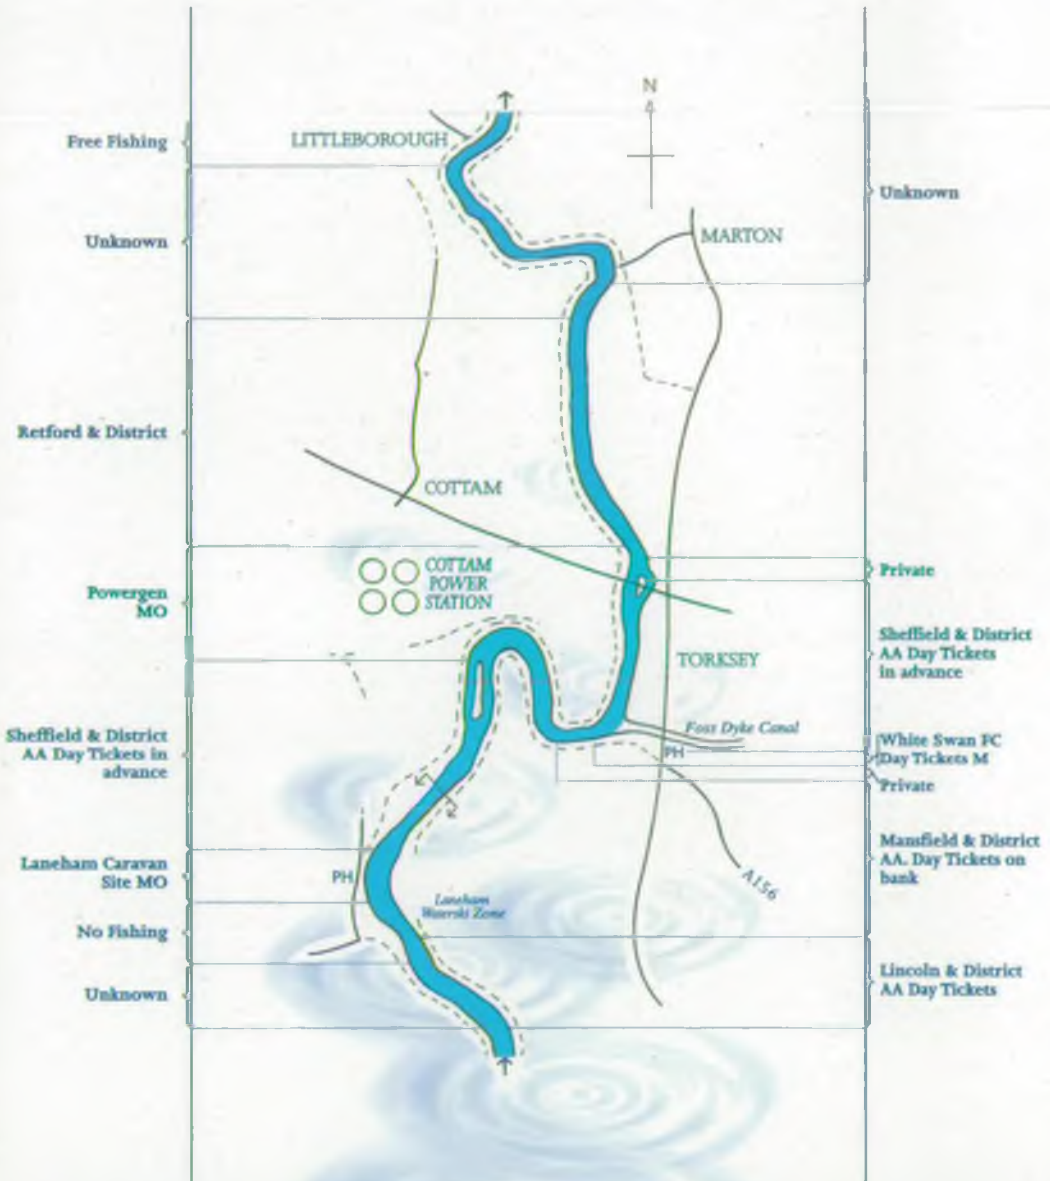 N
LITTLEBOROUGH
Free Fishing
Unknown
Unknown
MARTON
Retford & District
COTTAM
COTTAM
POWER
STATION
Powergen
MO
Private
Sheffield & District
AA Day Tickets
in advance
TORKSEY
Foss Dyke Canal
PH
White Swan FC
Day Tickets M
Private
Sheffield & District
AA Day Tickets in
advance
Mansfield & District
AA. Day Tickets on
bank
Laneham Caravan
Site MO
PH
A156
Laneham
Waterski Zone
No Fishing
Lincoln & District
AA Day Tickets
Unknown